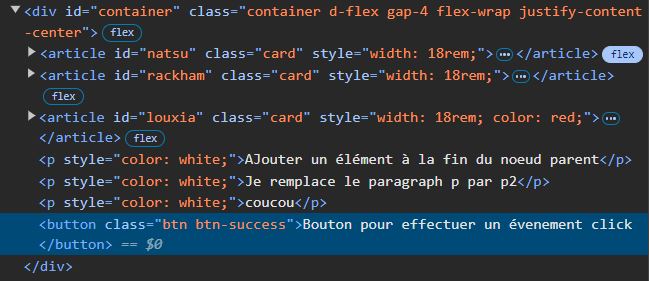 <div id="container" class="container d-flex gap-4 flex-wrap justify-content
-center"> flex
<article id="natsu" class="card" style="width: 18rem;"> … </article> flex
<article id="rackham" class="card" style="width: 18rem;"> … </article>
flex
<article id="louxia" class="card" style="width: 18rem; color: red;"> …
</article> flex
<p style="color: white;">AJouter un élément à la fin du noeud parent</p>
<p style="color: white;">Je remplace le paragraph p par p2</p>
<p style="color: white;">coucou</p>
<button class="btn btn-success">Bouton pour effectuer un évenement click
</button> == $0
</div>